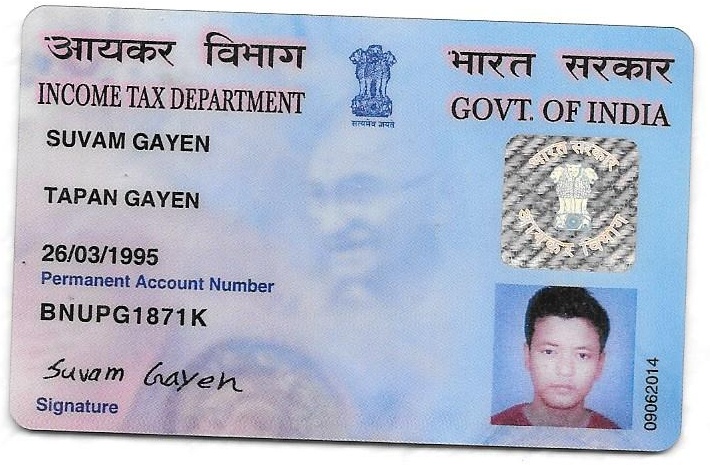 आयकर विभाग
INCOME TAX DEPARTMENT
सत्यमेव जयते
भारत सरकार
GOVT. OF INDIA
SUVAM GAYEN
TAPAN GAYEN
26/03/1995
Permanent Account Number
BNUPG1871K
Suvam Gayen
Signature
भारत सरकार
आयकर विभाग
09062014